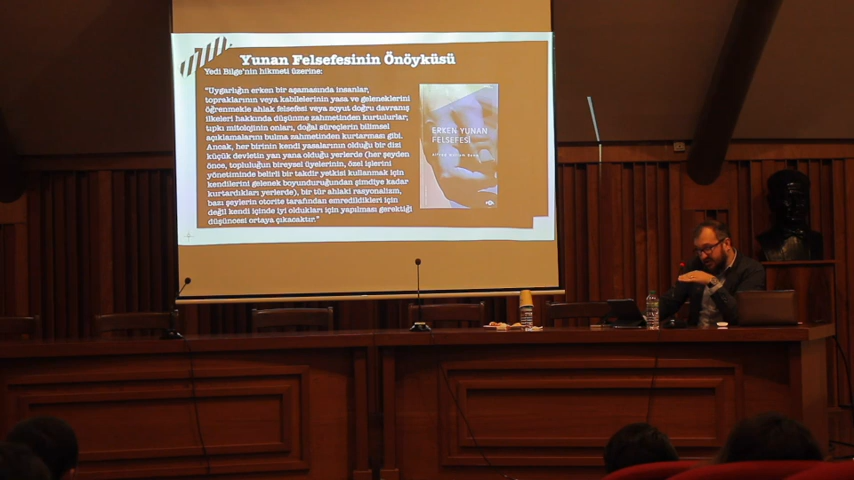 Yunan Felsefesinin Önöyküsü
Yedi Bilge'nin hikmeti üzerine:
"Uygarlığın erken bir aşamasında insanlar,
topraklarının veya kabilelerinin yasa ve geleneklerini
öğrenmekle ahlak felsefesi veya soyut doğru davranış
ilkeleri hakkında düşünme zahmetinden kurtulurlar;
tıpkı mitolojinin onları, doğal süreçlerin bilimsel
açıklamalarını bulma zahmetinden kurtarması gibi.
Ancak, her birinin kendi yasalarının olduğu bir dizi
küçük devletin yan yana olduğu yerlerde (her şeyden
önce, topluluğun bireysel üyelerinin, özel işlerini
yönetiminde belirli bir takdir yetkisi kullanmak için
kendilerini gelenek boyunduruğundan şimdiye kadar
kurtardıkları yerlerde), bir tür ahlaki rasyonalizm,
bazı şeylerin otorite tarafından emredildikleri için
değil kendi içinde iyi oldukları için yapılması gerektiği
düşüncesi ortaya çıkacaktır."
ERKEN YUNAN
FELSEFESİ